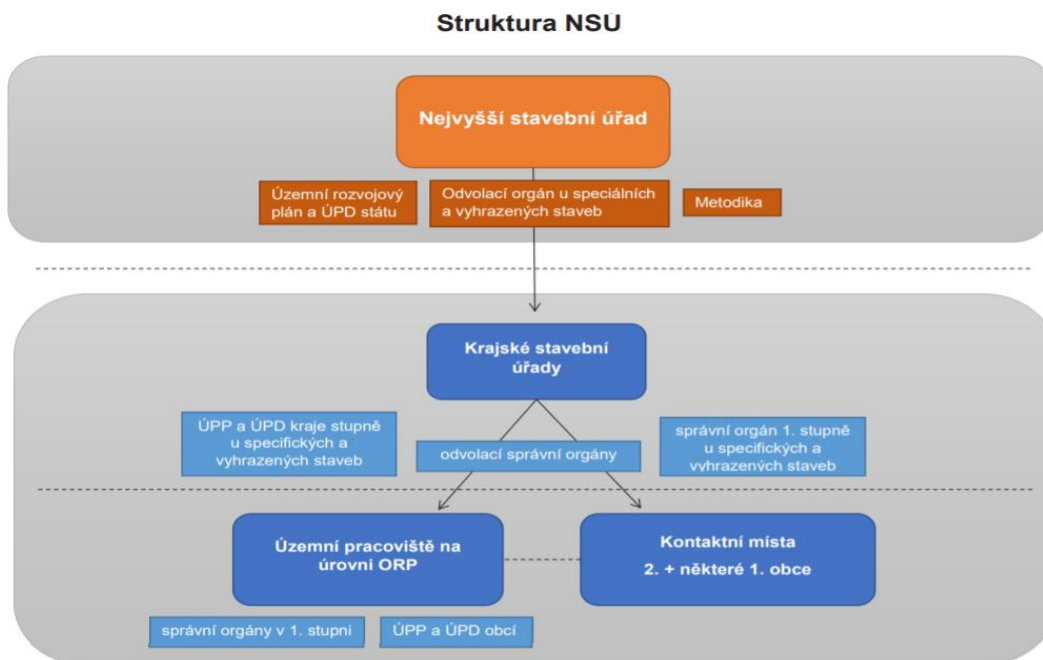 Struktura NSÚ
Nejvyšší stavební úřad
Územní rozvojový
plán a ÚPD státu
Odvolací orgán u speciálních
a vyhrazených staveb
Metodika
Krajské stavební
úřady
ÚPP a ÚPD kraje stupně
u specifických a
vyhrazených staveb
odvolací správní orgány
správní orgán 1. stupně
u specifických a
vyhrazených staveb
Územní pracoviště na
úrovni ORP
Kontaktní místa
2. + některé 1. obce
správní orgány v 1. stupni
ÚPP a ÚPD obcí